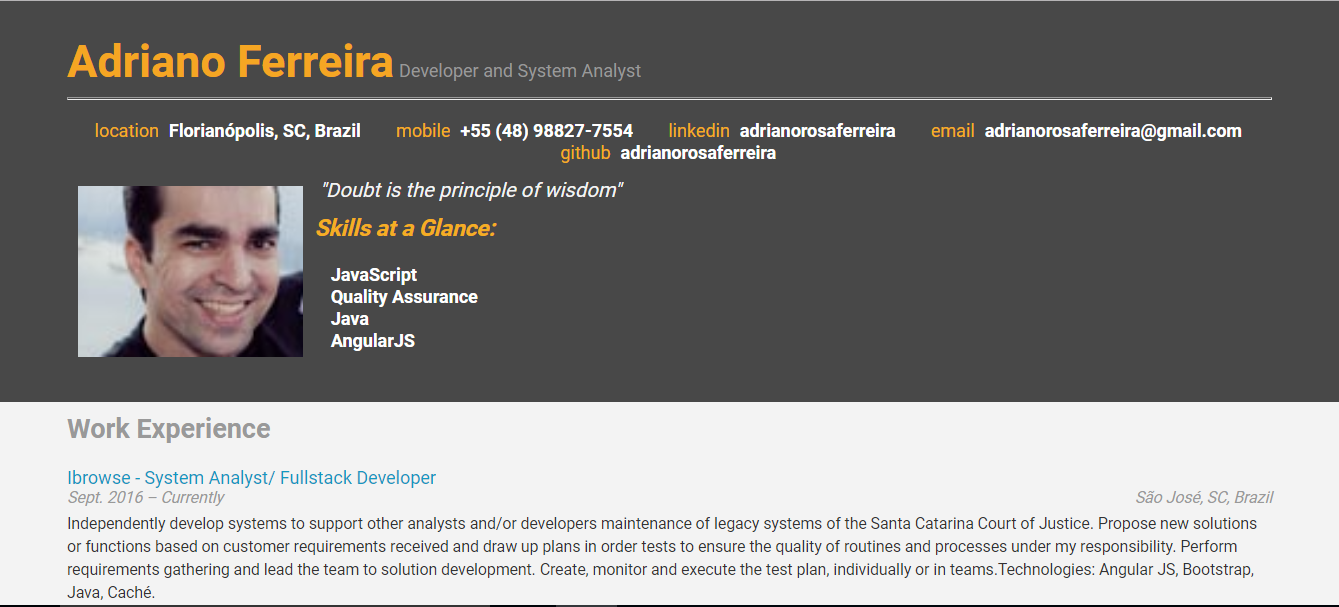 Adriano Ferreira Developer and System Analyst
location Florianópolis, SC, Brazil mobile +55 (48) 98827-7554 linkedin adrianorosaferreira email adrianorosaferreira@gmail.com
github adrianorosaferreira
"Doubt is the principle of wisdom"
Skills at a Glance:
JavaScript
Quality Assurance
Java
AngularJS
Work Experience
Ibrowse - System Analyst/ Fullstack Developer
Sept. 2016 – Currently São José, SC, Brazil
Independently develop systems to support other analysts and/or developers maintenance of legacy systems of the Santa Catarina Court of Justice. Propose new solutions
or functions based on customer requirements received and draw up plans in order tests to ensure the quality of routines and processes under my responsibility. Perform
requirements gathering and lead the team to solution development. Create, monitor and execute the test plan, individually or in teams.Technologies: Angular JS, Bootstrap,
Java, Caché.